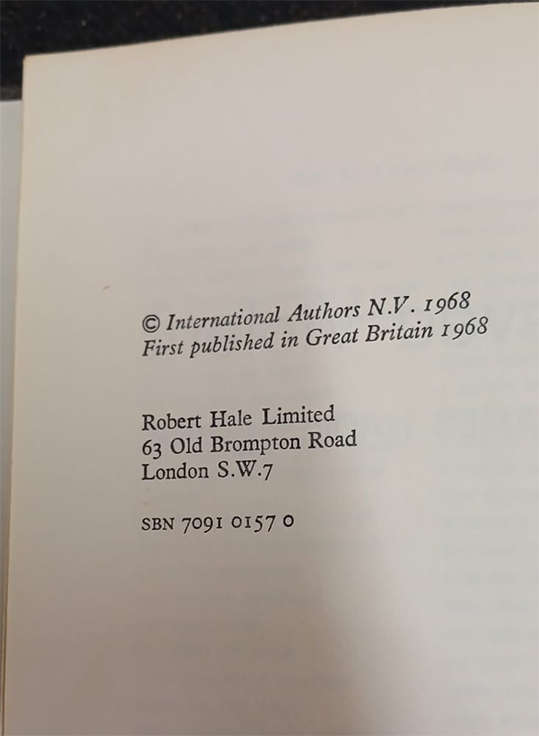 © International Authors N.V. 1968
First published in Great Britain 1968
Robert Hale Limited
63 Old Brompton Road
London S.W.7
SBN 7091 0157 0